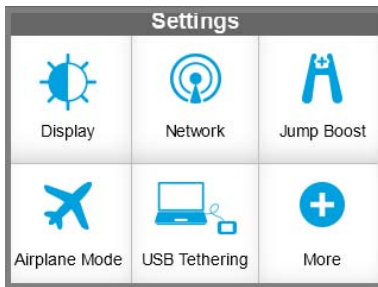 Settings
Display
Network
Jump Boost
Airplane Mode
USB Tethering
More